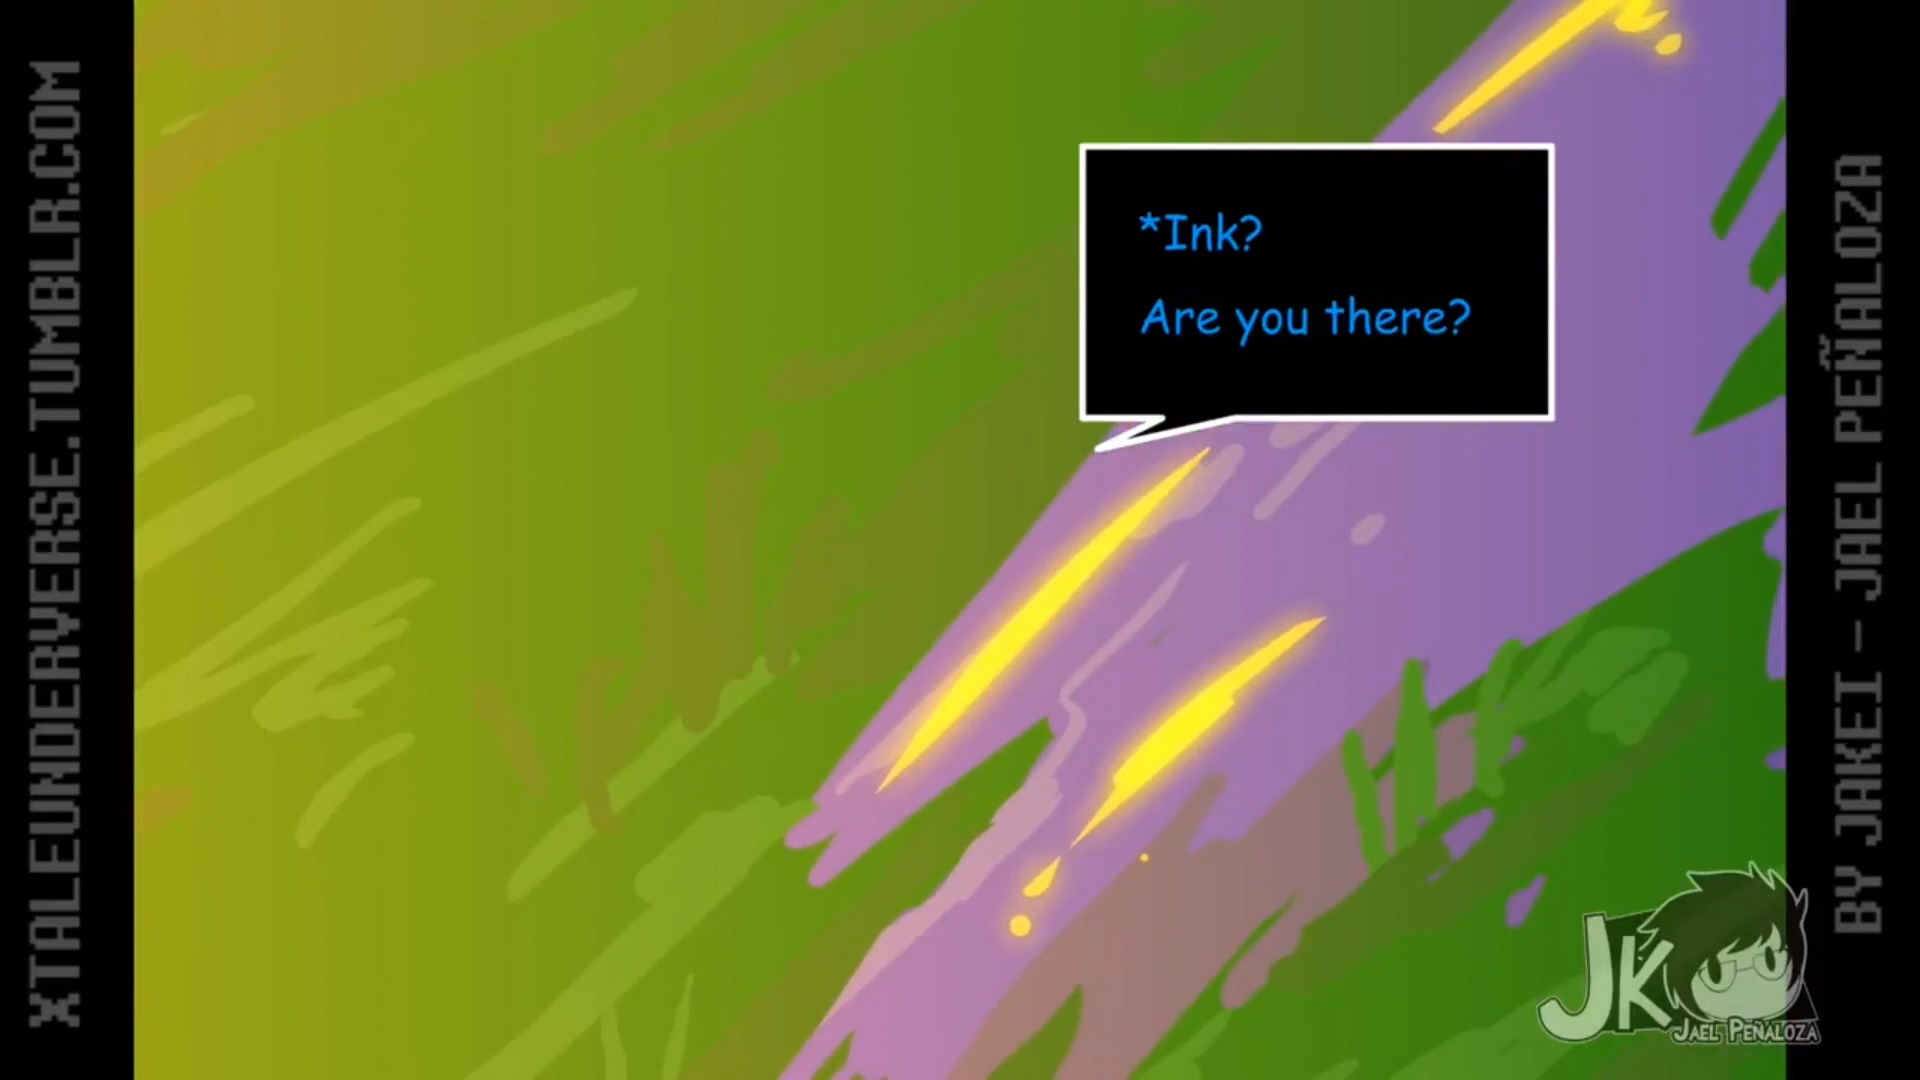 XTALEUNDERVERSE.TUMBLR.COM
*Ink?
Are you there?
BY JAKEI - JAEL PEÑALOZA
JK
JAEL PEÑALOZA